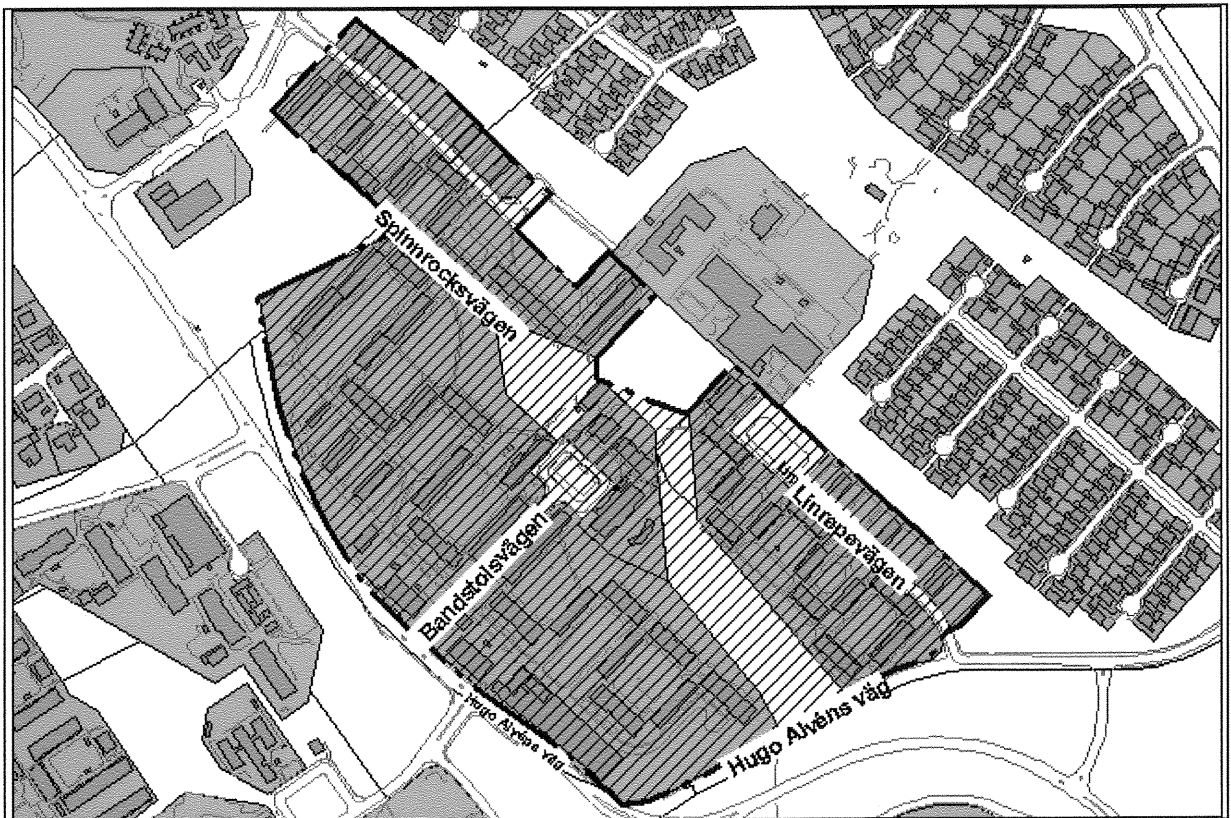 Spinnrocksvägen
Linrepevägen
Bandstolsvägen
Hugo Alvéns väg
Hugo Alvéns väg